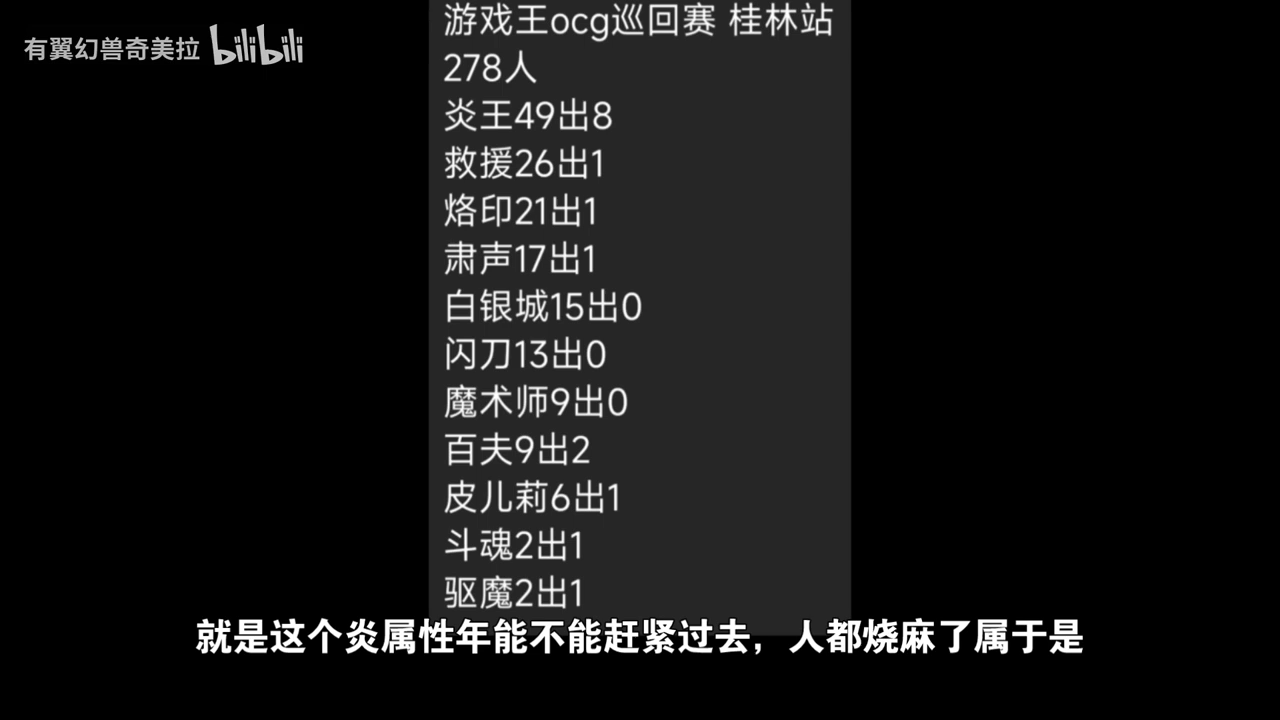 有翼幻兽奇美拉 bilibili
游戏王ocg巡回赛 桂林站
278人
炎王49出8
救援26出1
烙印21出1
肃声17出1
白银城15出0
闪刀13出0
魔术师9出0
百夫9出2
皮儿莉6出1
斗魂2出1
驱魔2出1
就是这个炎属性年能不能赶紧过去，人都烧麻了属于是